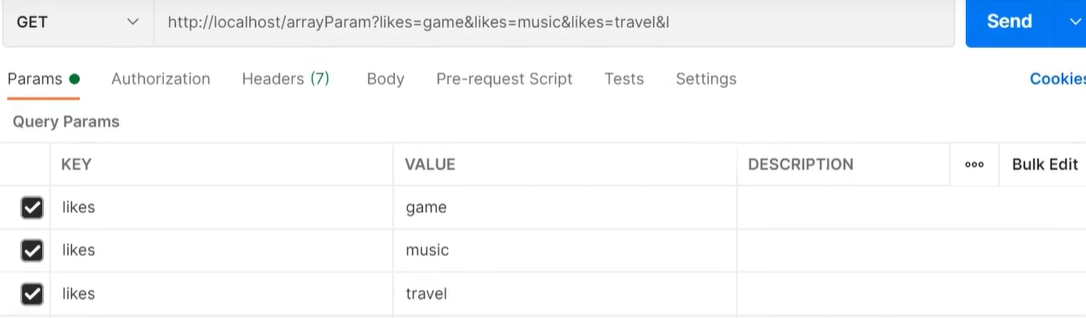 GET http://localhost/arrayParam?likes=game&likes=music&likes=travel&l Send
Params Authorization Headers (7) Body Pre-request Script Tests Settings Cookies
Query Params
KEY VALUE DESCRIPTION ooo Bulk Edit
likes game
likes music
likes travel